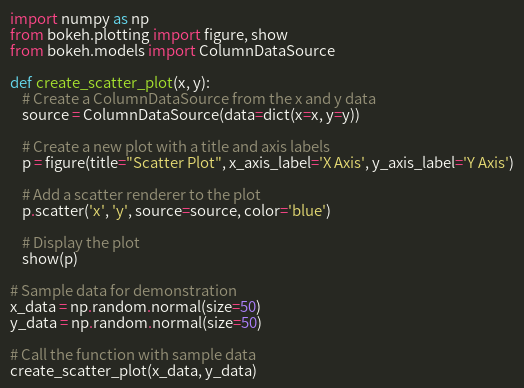 import numpy as np
from bokeh.plotting import figure, show
from bokeh.models import ColumnDataSource

def create_scatter_plot(x, y):
    # Create a ColumnDataSource from the x and y data
    source = ColumnDataSource(data=dict(x=x, y=y))

    # Create a new plot with a title and axis labels
    p = figure(title="Scatter Plot", x_axis_label='X Axis', y_axis_label='Y Axis')

    # Add a scatter renderer to the plot
    p.scatter('x', 'y', source=source, color='blue')

    # Display the plot
    show(p)

# Sample data for demonstration
x_data = np.random.normal(size=50)
y_data = np.random.normal(size=50)

# Call the function with sample data
create_scatter_plot(x_data, y_data)